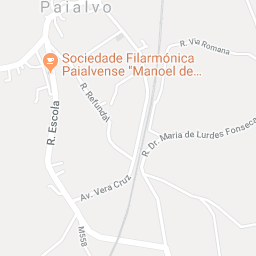 Paialvo
Sociedade Filarmónica
Paialvense "Manoel de...
R. Via Romana
R. Refundal
R. Escola
R. Dr. Maria de Lurdes Fonseca
Av. Vera Cruz
M558